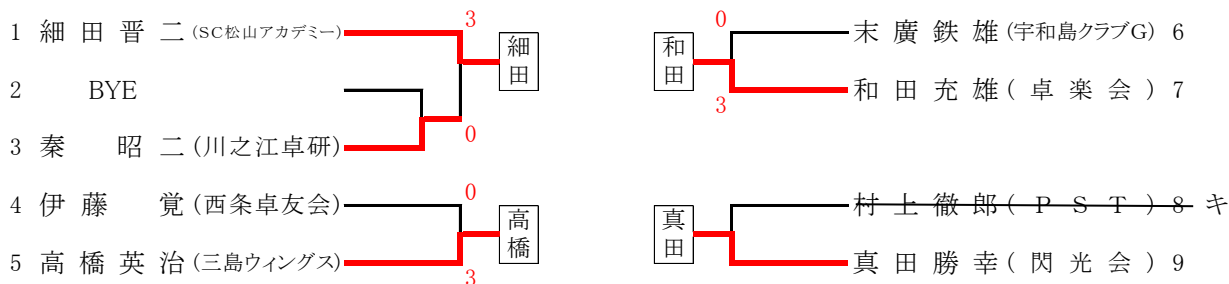 1 細田晋二(SC松山アカデミー) 3
細田
2 BYE
3 秦 昭二(川之江卓研) 0
4 伊藤 覚(西条卓友会) 0
高橋
5 高橋英治(三島ウィングス) 3
0 末廣鉄雄(宇和島クラブG) 6
和田
3 和田充雄(卓楽会) 7
村上徹郎(PST) 8 キ
真田
真田勝幸(閃光会) 9